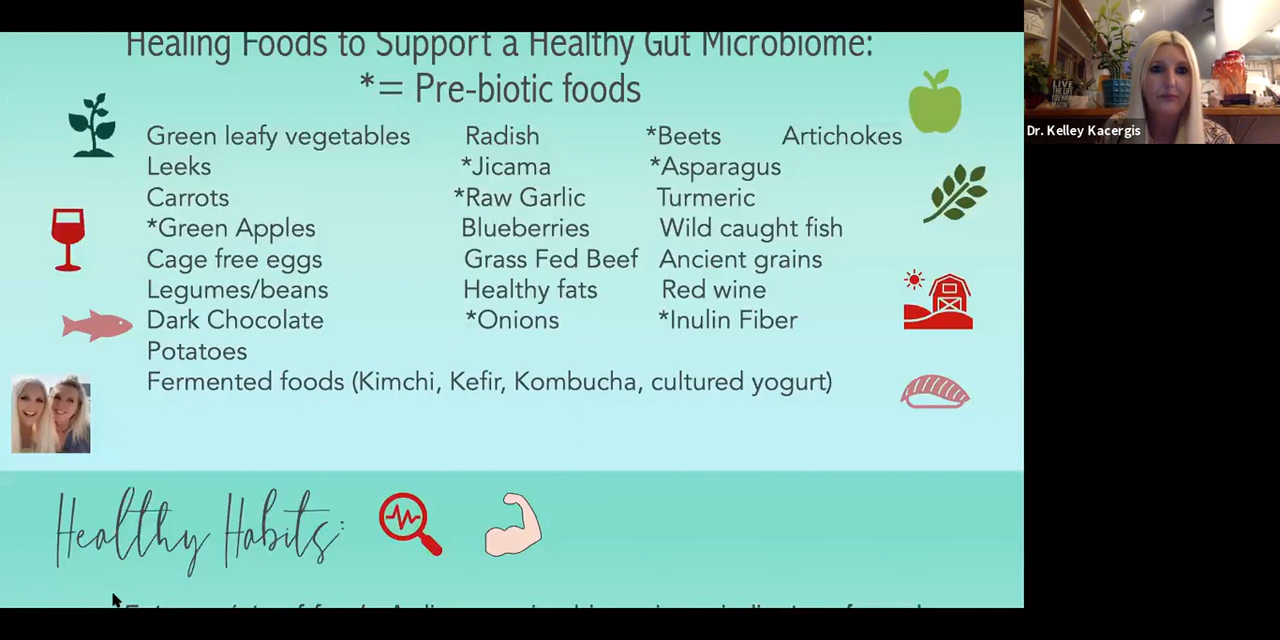 Healing Foods to Support a Healthy Gut Microbiome:
*= Pre-biotic foods
Green leafy vegetables Radish *Beets Artichokes
Leeks *Jicama *Asparagus
Carrots *Raw Garlic Turmeric
*Green Apples Blueberries Wild caught fish
Cage free eggs Grass Fed Beef Ancient grains
Legumes/beans Healthy fats Red wine
Dark Chocolate *Onions *Inulin Fiber
Potatoes
Fermented foods (Kimchi, Kefir, Kombucha, cultured yogurt)
Healthy Habits:
Dr. Kelley Kacergis
LIVE
THE LIFE